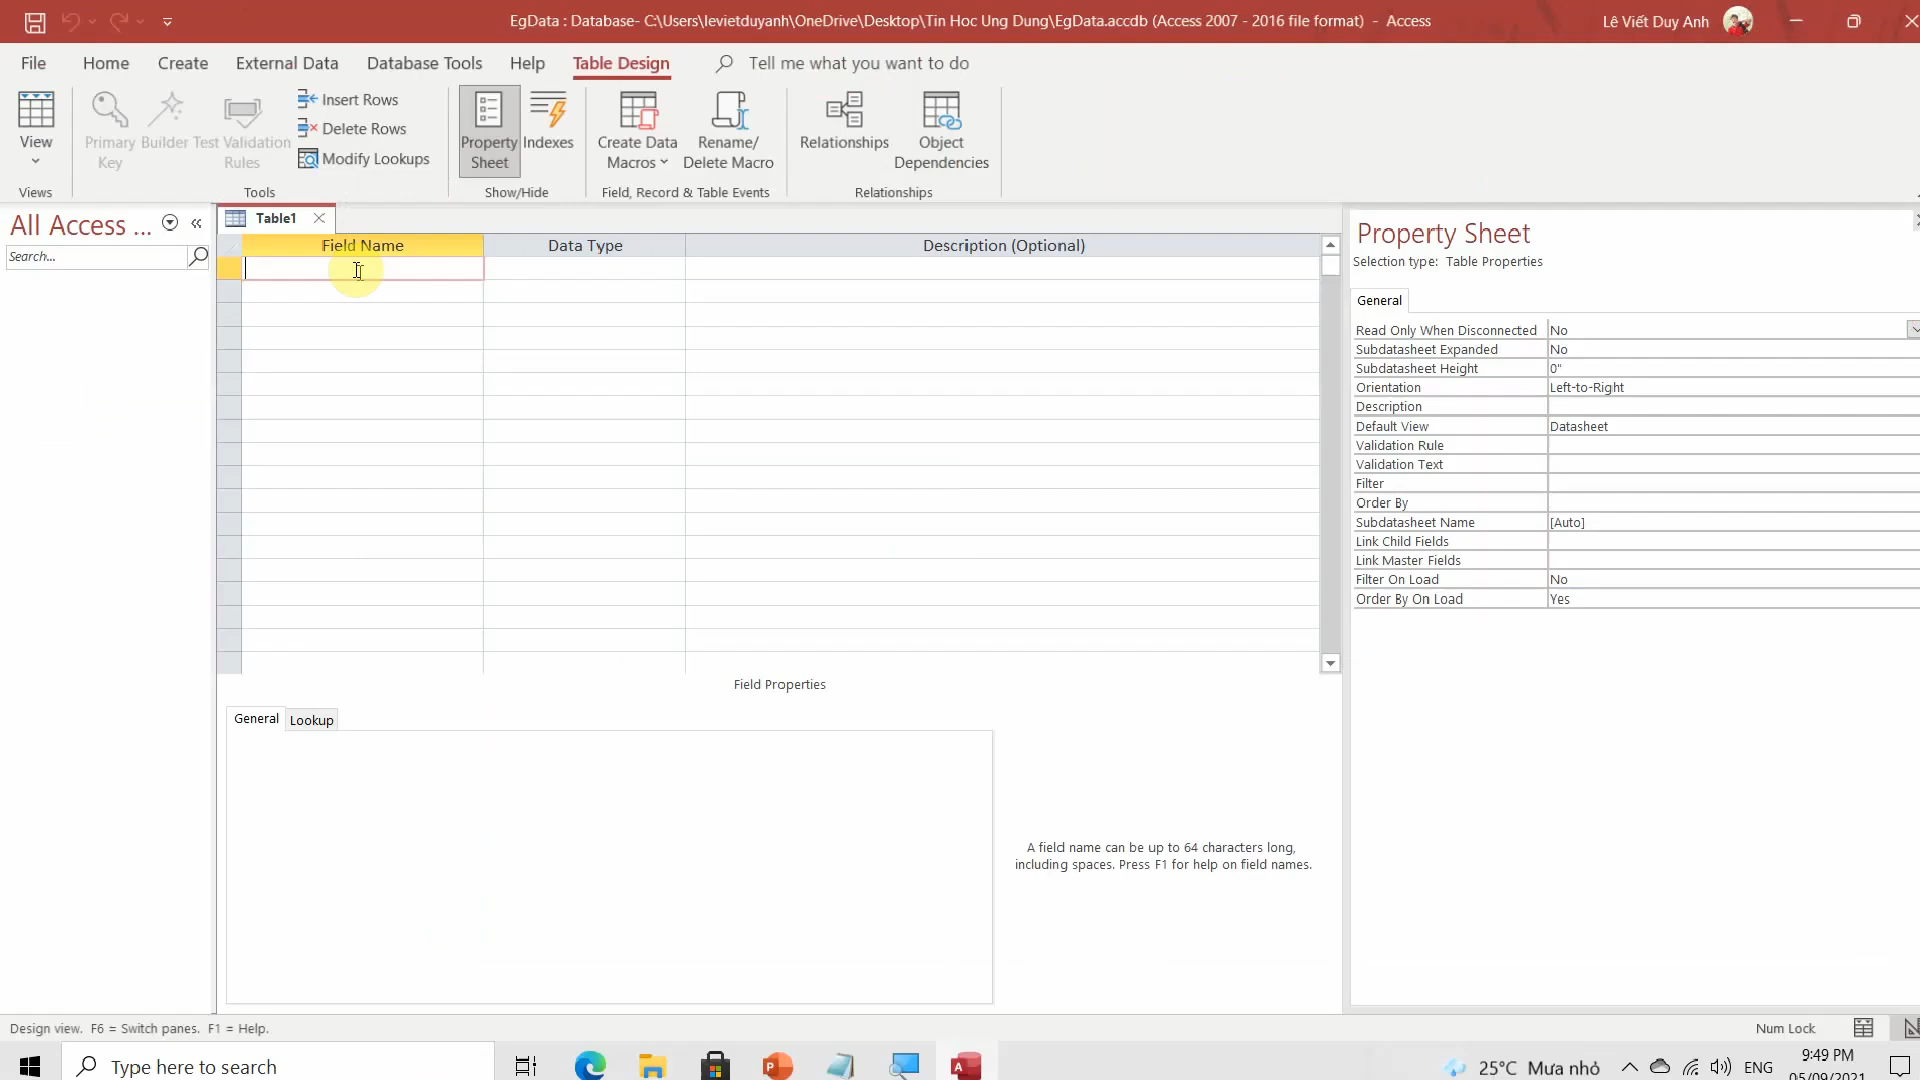 EgData : Database- C:\Users\levietduyanh\OneDrive\Desktop\Tin Hoc Ung Dung\EgData.accdb (Access 2007 - 2016 file format) - Access
Lê Viết Duy Anh
File Home Create External Data Database Tools Help Table Design Tell me what you want to do
View
Primary Key
Builder
Test Validation Rules
Insert Rows
Delete Rows
Modify Lookups
Property Sheet
Indexes
Create Data Macros
Rename/ Delete Macro
Relationships
Object Dependencies
Views
Tools
Show/Hide
Field, Record & Table Events
Relationships
All Access ...
Search...
Table1
Field Name Data Type Description (Optional)
Field Properties
General Lookup
A field name can be up to 64 characters long,
including spaces. Press F1 for help on field names.
Property Sheet
Selection type: Table Properties
General
Read Only When Disconnected No
Subdatasheet Expanded No
Subdatasheet Height 0"
Orientation Left-to-Right
Description
Default View Datasheet
Validation Rule
Validation Text
Filter
Order By
Subdatasheet Name [Auto]
Link Child Fields
Link Master Fields
Filter On Load No
Order By On Load Yes
Design view. F6 = Switch panes. F1 = Help.
Num Lock
Type here to search
25°C Mưa nhỏ
ENG
9:49 PM
05/09/2021